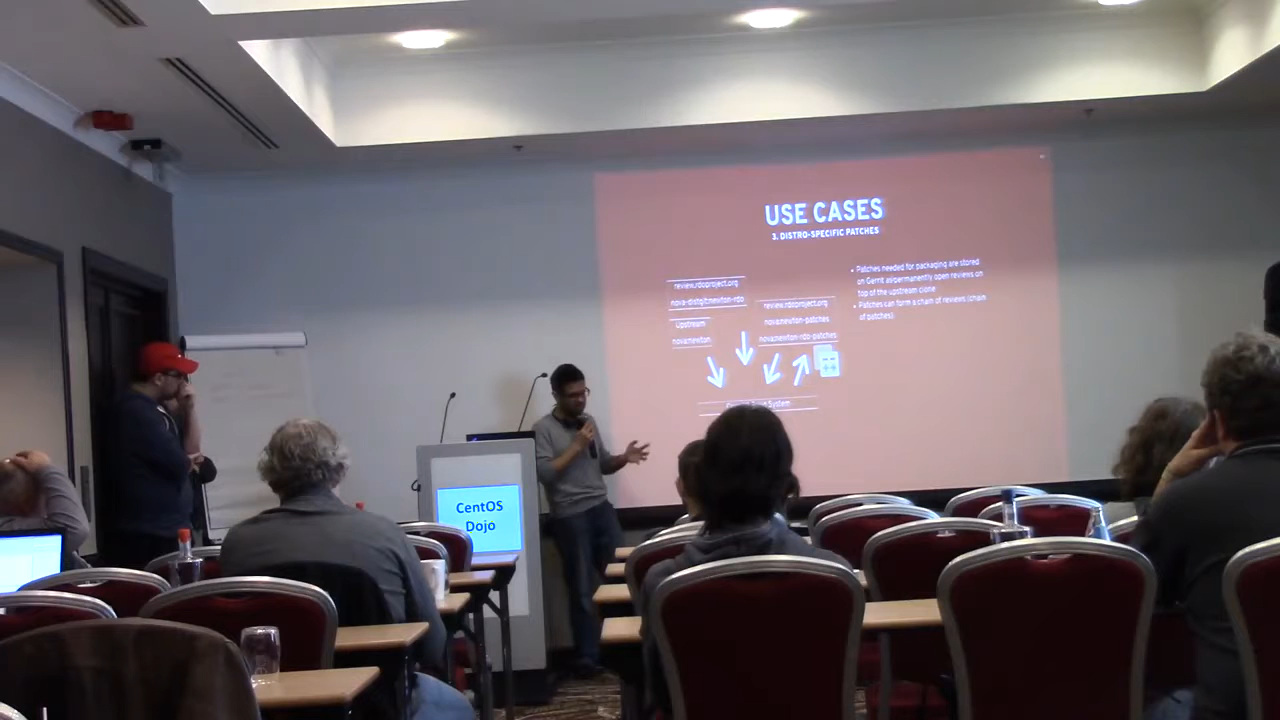 USE CASES
3. DISTRO-SPECIFIC PATCHES
review.rdoproject.org
nova-distgit:newton-rdo
Upstream
nova:newton
review.rdoproject.org
nova:newton-patches
nova:newton-rdo-patches
System
• Patches needed for packaging are stored
on Gerrit as permanently open reviews on
top of the upstream clone
• Patches can form a chain of reviews (chain
of patches)
CentOS
Dojo